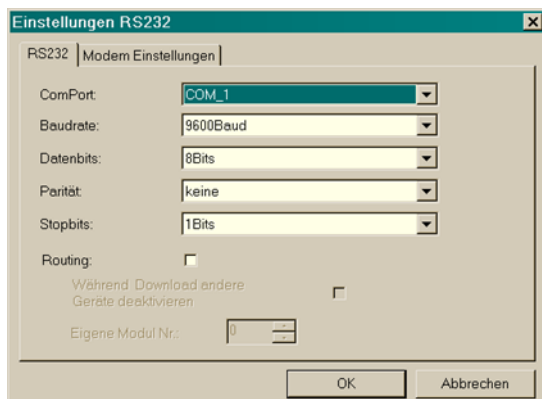 Einstellungen RS232
RS232 Modem Einstellungen
ComPort: COM_1
Baudrate: 9600Baud
Datenbits: 8Bits
Parität: keine
Stopbits: 1Bits
Routing:
Während Download andere
Geräte deaktivieren
Eigene Modul Nr.: 0
OK Abbrechen